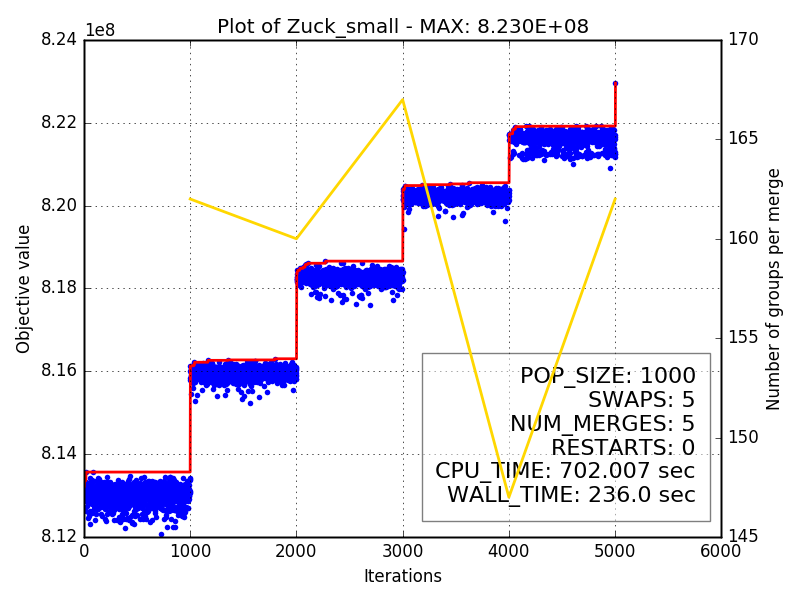 Plot of Zuck_small - MAX: 8.230E+08
1e8
8.24
8.22
8.20
8.18
8.16
8.14
8.12
Objective value
170
165
160
155
150
145
Number of groups per merge
POP_SIZE: 1000
SWAPS: 5
NUM_MERGES: 5
RESTARTS: 0
CPU_TIME: 702.007 sec
WALL_TIME: 236.0 sec
0 1000 2000 3000 4000 5000 6000
Iterations